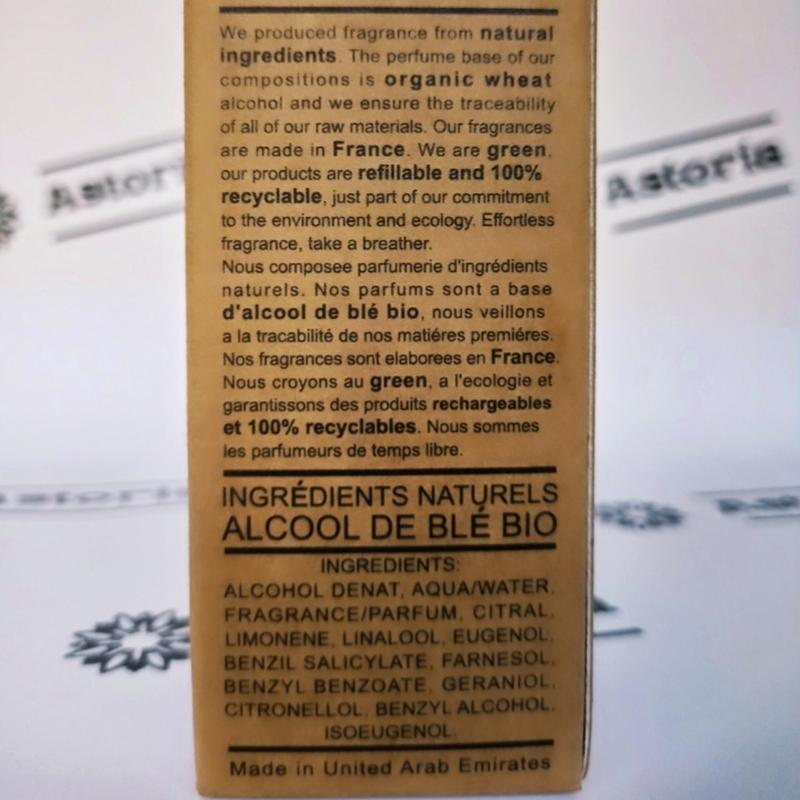 We produced fragrance from natural
ingredients. The perfume base of our
compositions is organic wheat
alcohol and we ensure the traceability
of all of our raw materials. Our fragrances
are made in France. We are green,
our products are refillable and 100%
recyclable, just part of our commitment
to the environment and ecology. Effortless
fragrance, take a breather.
Nous composee parfumerie d'ingrédients
naturels. Nos parfums sont a base
d'alcool de blé bio, nous veillons
a la tracabilité de nos matiéres premiéres.
Nos fragrances sont elaborees en France.
Nous croyons au green, a l'ecologie et
garantissons des produits rechargeables
et 100% recyclables. Nous sommes
les parfumeurs de temps libre.
INGRÉDIENTS NATURELS
ALCOOL DE BLÉ BIO
INGREDIENTS:
ALCOHOL DENAT, AQUA/WATER,
FRAGRANCE/PARFUM, CITRAL,
LIMONENE, LINALOOL, EUGENOL,
BENZIL SALICYLATE, FARNESOL,
BENZYL BENZOATE, GERANIOL,
CITRONELLOL, BENZYL ALCOHOL,
ISOEUGENOL.
Made in United Arab Emirates
Astoria
Astoria
Astoria